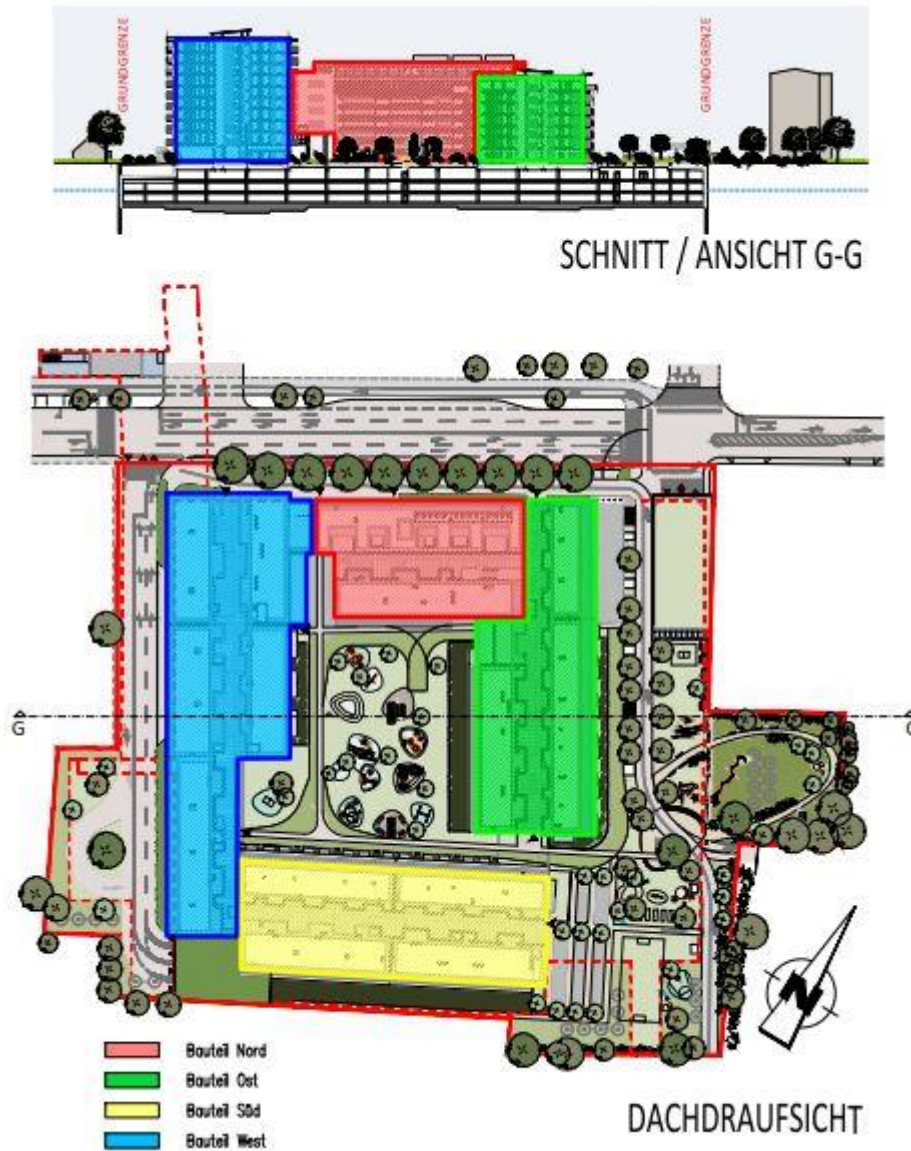 GRUNDGRENZE
GRUNDGRENZE
SCHNITT / ANSICHT G-G
G
G
N
Bauteil Nord
Bauteil Ost
Bauteil Süd
Bauteil West
DACHDRAUFSICHT